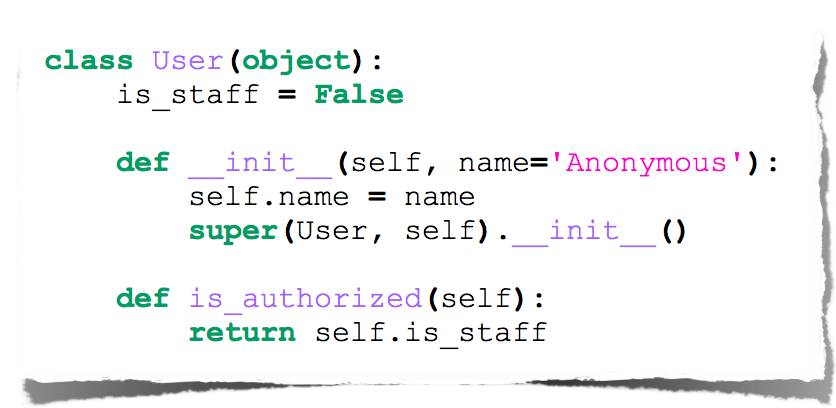 class User(object):
    is_staff = False

    def __init__(self, name='Anonymous'):
        self.name = name
        super(User, self).__init__()

    def is_authorized(self):
        return self.is_staff